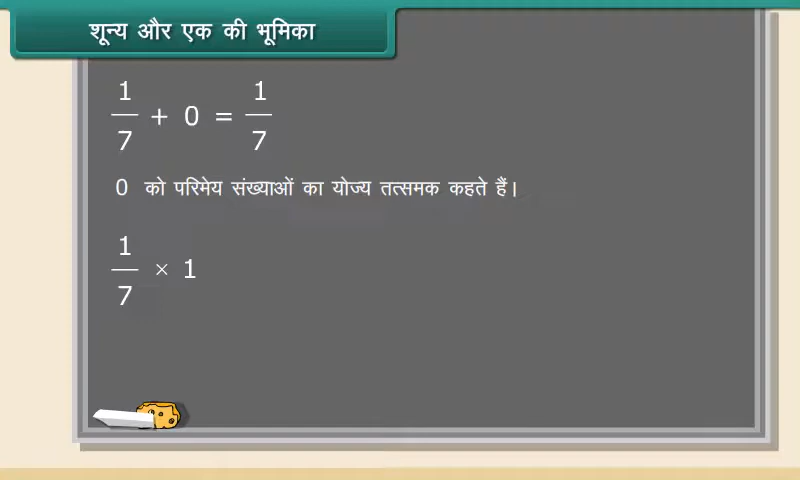 शून्य और एक की भूमिका
1/7 + 0 = 1/7
0 को परिमेय संख्याओं का योज्य तत्समक कहते हैं।
1/7 × 1